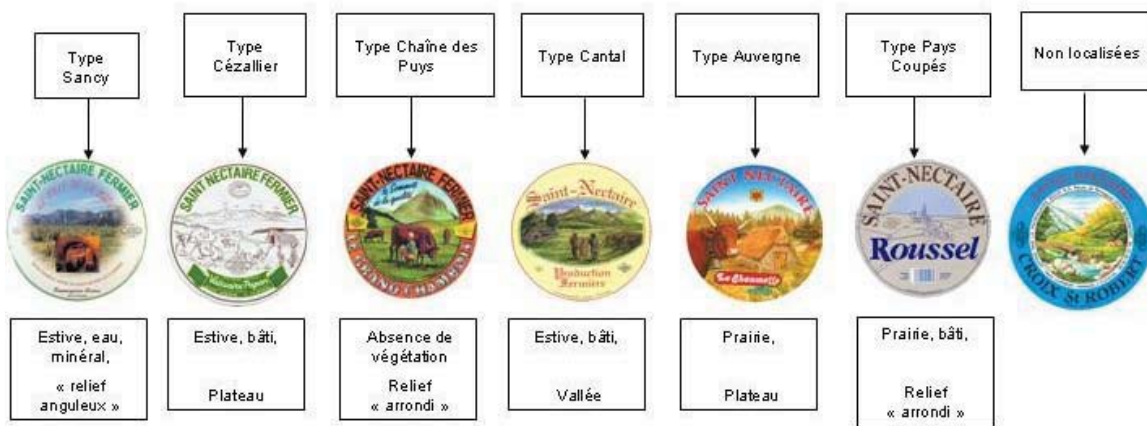 Type
Sancy
Type
Cézallier
Type Chaîne des
Puys
Type Cantal
Type Auvergne
Type Pays
Coupés
Non localisées
SAINT-NECTAIRE FERMIER
SAINT NECTAIRE FERMIER
SAINT-NECTAIRE FERMIER
Saint-Nectaire
Production
Fermière
SAINT NECTAIRE
SAINT-NECTAIRE
Roussel
CROIX St ROBERT
Estive, eau,
minéral,
« relief
anguleux »
Estive, bâti,
Plateau
Absence de
végétation
Relief
« arrondi »
Estive, bâti,
Vallée
Prairie,
Plateau
Prairie, bâti,
Relief
« arrondi »